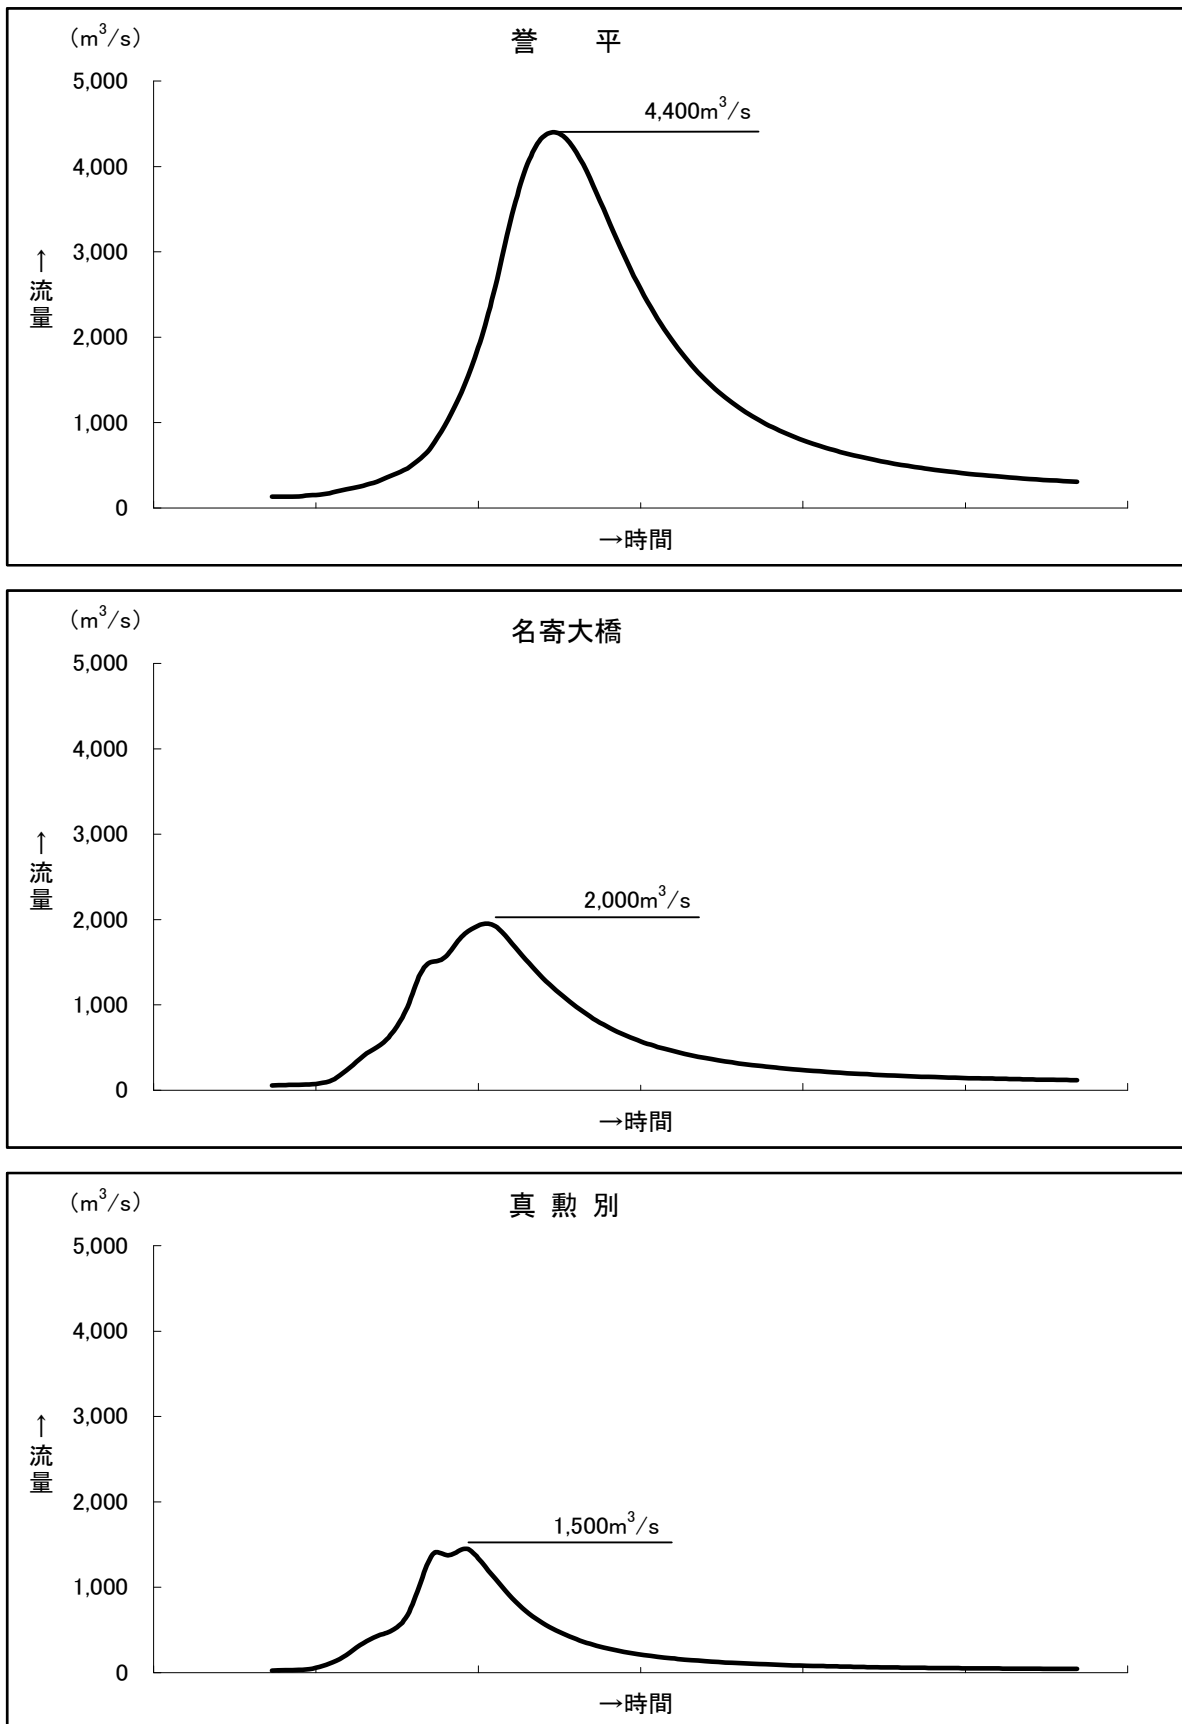 (m³/s)
誉 平
5,000
4,400m³/s
4,000
3,000
↑
流量
2,000
1,000
0
→時間
(m³/s)
名寄大橋
5,000
4,000
3,000
↑
流量
2,000m³/s
2,000
1,000
0
→時間
(m³/s)
真 勲 別
5,000
4,000
3,000
↑
流量
2,000
1,500m³/s
1,000
0
→時間